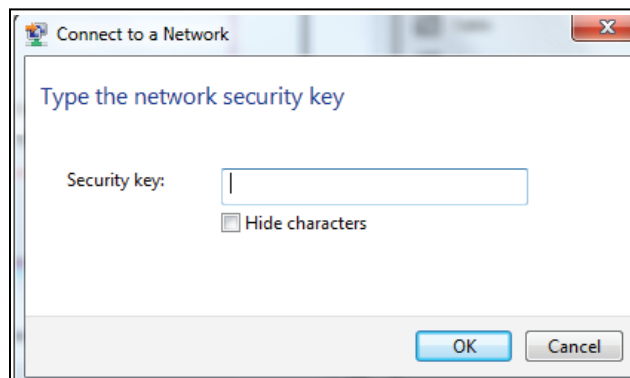 Connect to a Network
Type the network security key
Security key:
Hide characters
OK
Cancel